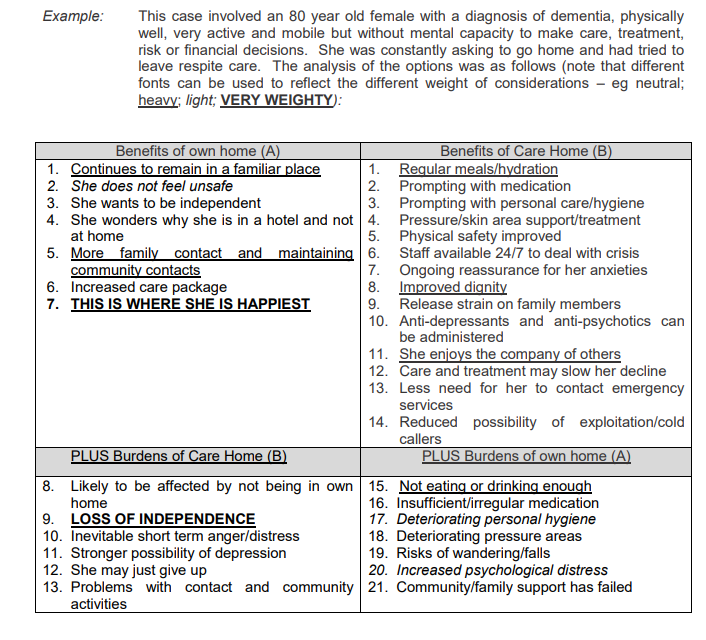 Example: This case involved an 80 year old female with a diagnosis of dementia, physically
well, very active and mobile but without mental capacity to make care, treatment,
risk or financial decisions. She was constantly asking to go home and had tried to
leave respite care. The analysis of the options was as follows (note that different
fonts can be used to reflect the different weight of considerations – eg neutral;
heavy; light; VERY WEIGHTY):
Benefits of own home (A)
1. Continues to remain in a familiar place
2. She does not feel unsafe
3. She wants to be independent
4. She wonders why she is in a hotel and not
at home
5. More family contact and maintaining
community contacts
6. Increased care package
7. THIS IS WHERE SHE IS HAPPIEST
Benefits of Care Home (B)
1. Regular meals/hydration
2. Prompting with medication
3. Prompting with personal care/hygiene
4. Pressure/skin area support/treatment
5. Physical safety improved
6. Staff available 24/7 to deal with crisis
7. Ongoing reassurance for her anxieties
8. Improved dignity
9. Release strain on family members
10. Anti-depressants and anti-psychotics can
be administered
11. She enjoys the company of others
12. Care and treatment may slow her decline
13. Less need for her to contact emergency
services
14. Reduced possibility of exploitation/cold
callers
PLUS Burdens of Care Home (B)
8. Likely to be affected by not being in own
home
9. LOSS OF INDEPENDENCE
10. Inevitable short term anger/distress
11. Stronger possibility of depression
12. She may just give up
13. Problems with contact and community
activities
PLUS Burdens of own home (A)
15. Not eating or drinking enough
16. Insufficient/irregular medication
17. Deteriorating personal hygiene
18. Deteriorating pressure areas
19. Risks of wandering/falls
20. Increased psychological distress
21. Community/family support has failed